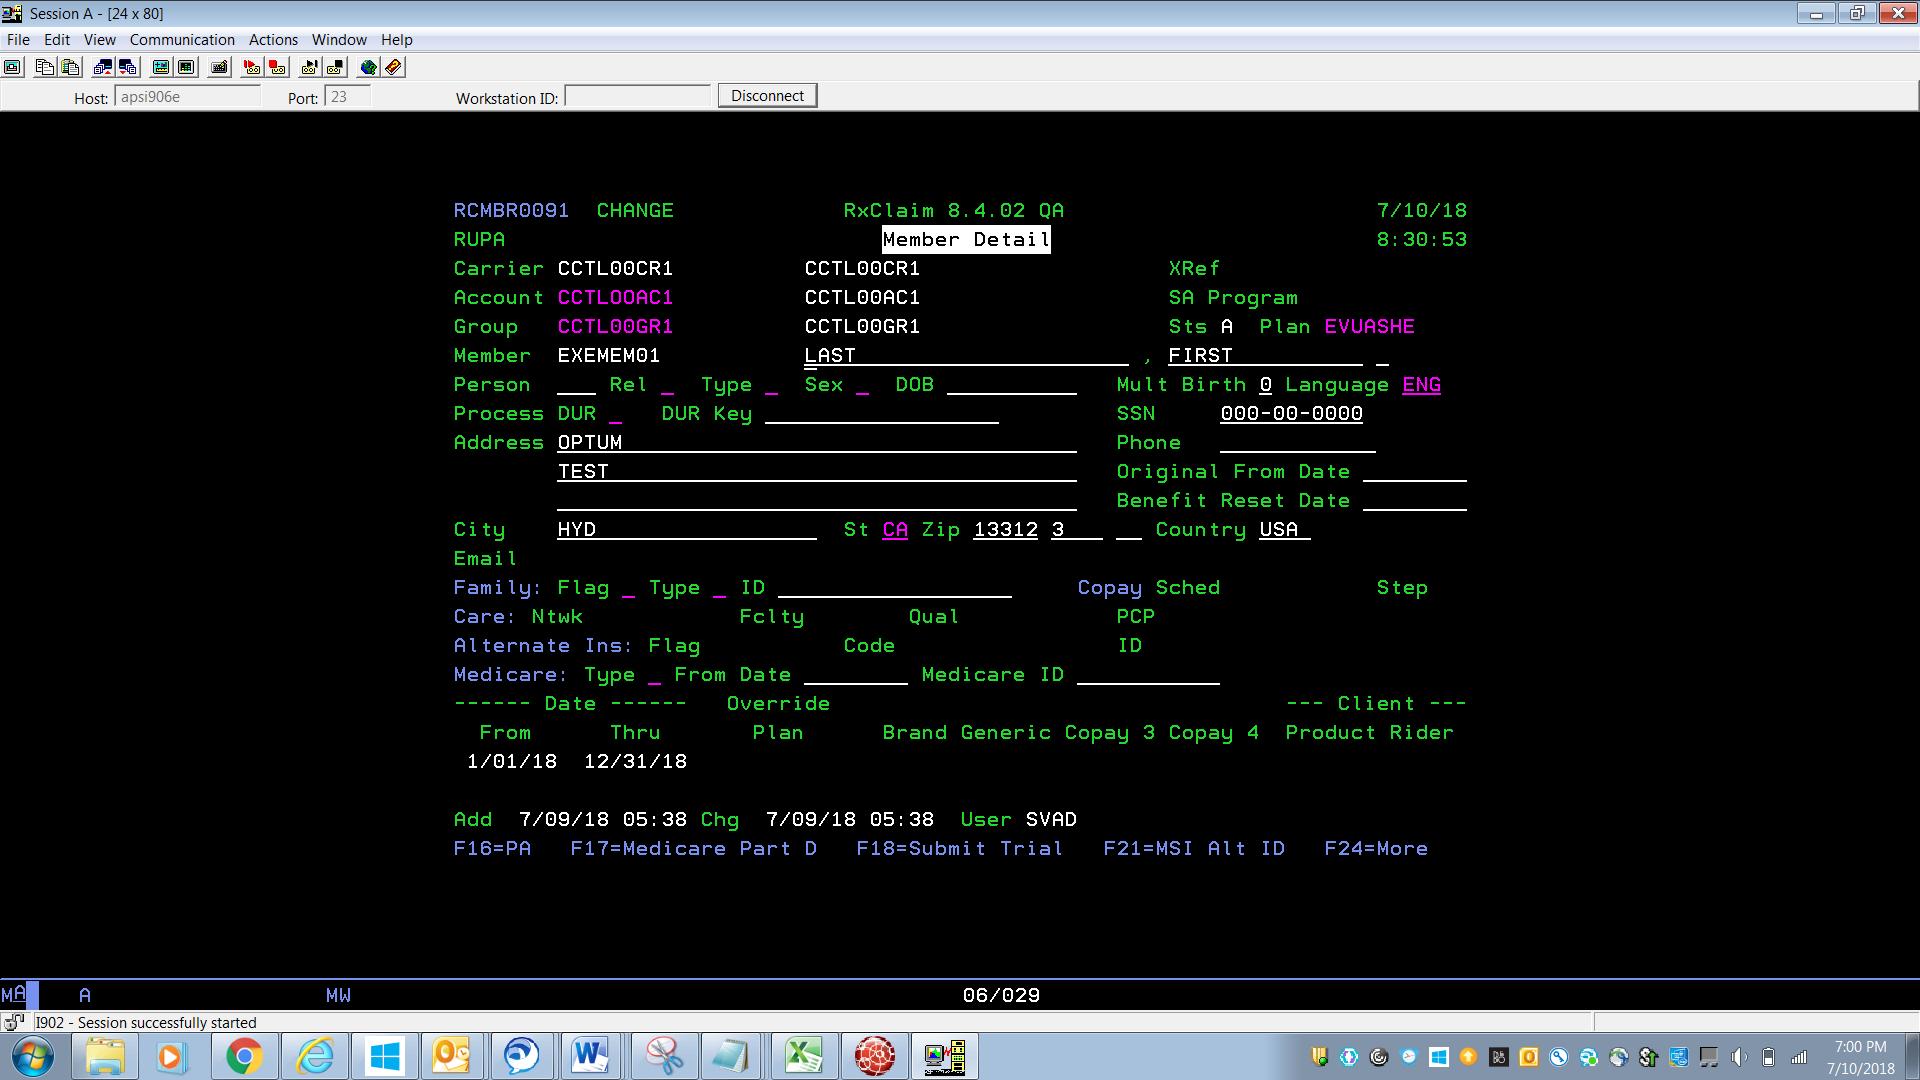 Session A - [24 x 80]
File Edit View Communication Actions Window Help
Host: apsi906e Port: 23 Workstation ID: Disconnect
RCMBR0091 CHANGE RxClaim 8.4.02 QA 7/10/18
RUPA Member Detail 8:30:53
Carrier CCTL00CR1 CCTL00CR1 XRef
Account CCTL00AC1 CCTL00AC1 SA Program
Group CCTL00GR1 CCTL00GR1 Sts A Plan EVUASHE
Member EXEMEM01 LAST , FIRST
Person Rel Type Sex DOB Mult Birth 0 Language ENG
Process DUR DUR Key SSN 000-00-0000
Address OPTUM Phone
TEST Original From Date
Benefit Reset Date
City HYD St CA Zip 13312 3 Country USA
Email
Family: Flag Type ID Copay Sched Step
Care: Ntwk Fclty Qual PCP
Alternate Ins: Flag Code ID
Medicare: Type From Date Medicare ID
------ Date ------ Override --- Client ---
From Thru Plan Brand Generic Copay 3 Copay 4 Product Rider
1/01/18 12/31/18
Add 7/09/18 05:38 Chg 7/09/18 05:38 User SVAD
F16=PA F17=Medicare Part D F18=Submit Trial F21=MSI Alt ID F24=More
MA A MW 06/029
I902 - Session successfully started
7:00 PM
7/10/2018